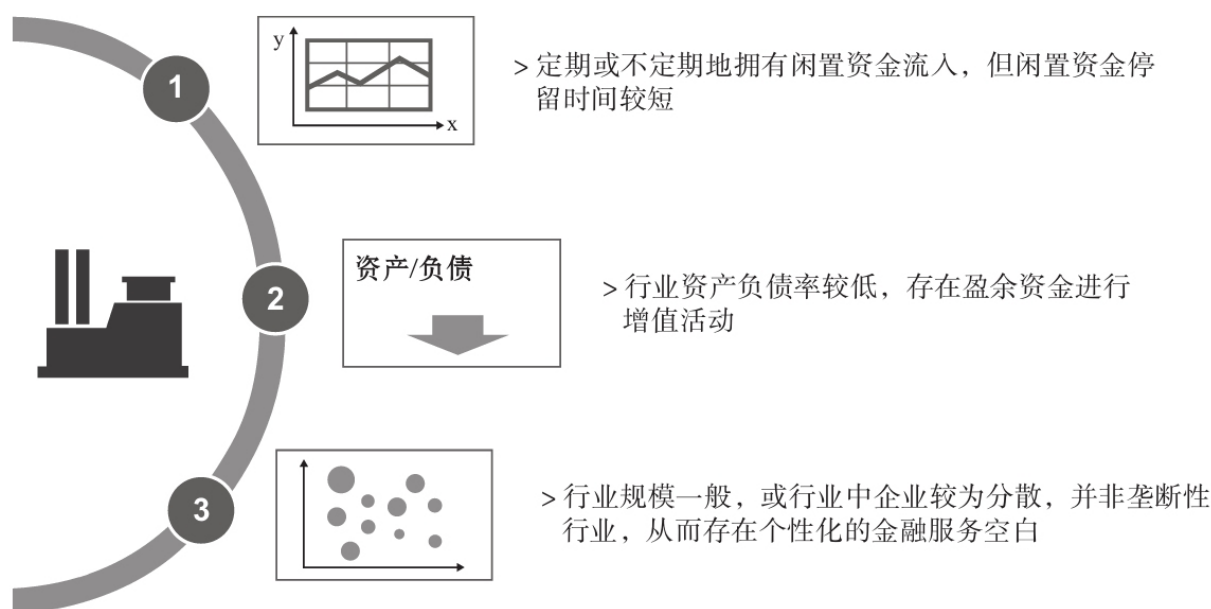 1
y
x
> 定期或不定期地拥有闲置资金流入，但闲置资金停
留时间较短
2
资产/负债
> 行业资产负债率较低，存在盈余资金进行
增值活动
3
> 行业规模一般，或行业中企业较为分散，并非垄断性
行业，从而存在个性化的金融服务空白